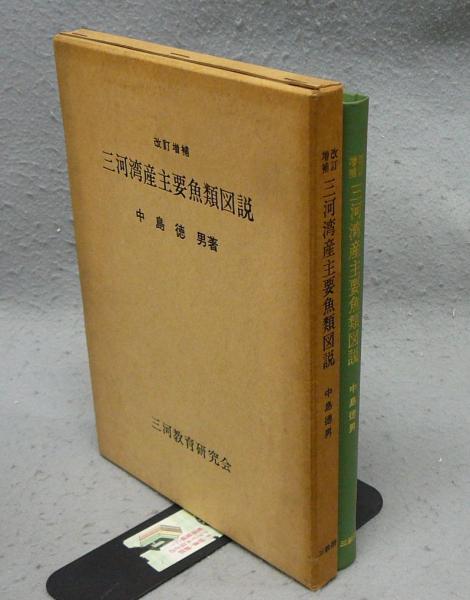 改訂増補
三河湾産主要魚類図説
中島徳男著
三河教育研究会
改訂
増補
三河湾産主要魚類図説
中島徳男
改訂
増補
三河湾産主要魚類図説
中島徳男